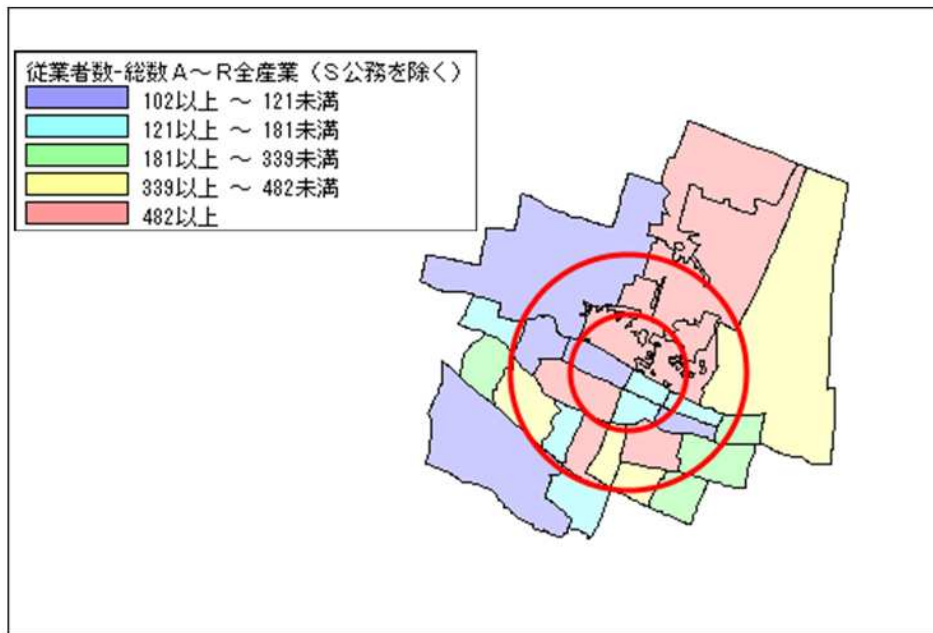 従業者数-総数A～R全産業（S公務を除く）
102以上 ～ 121未満
121以上 ～ 181未満
181以上 ～ 339未満
339以上 ～ 482未満
482以上